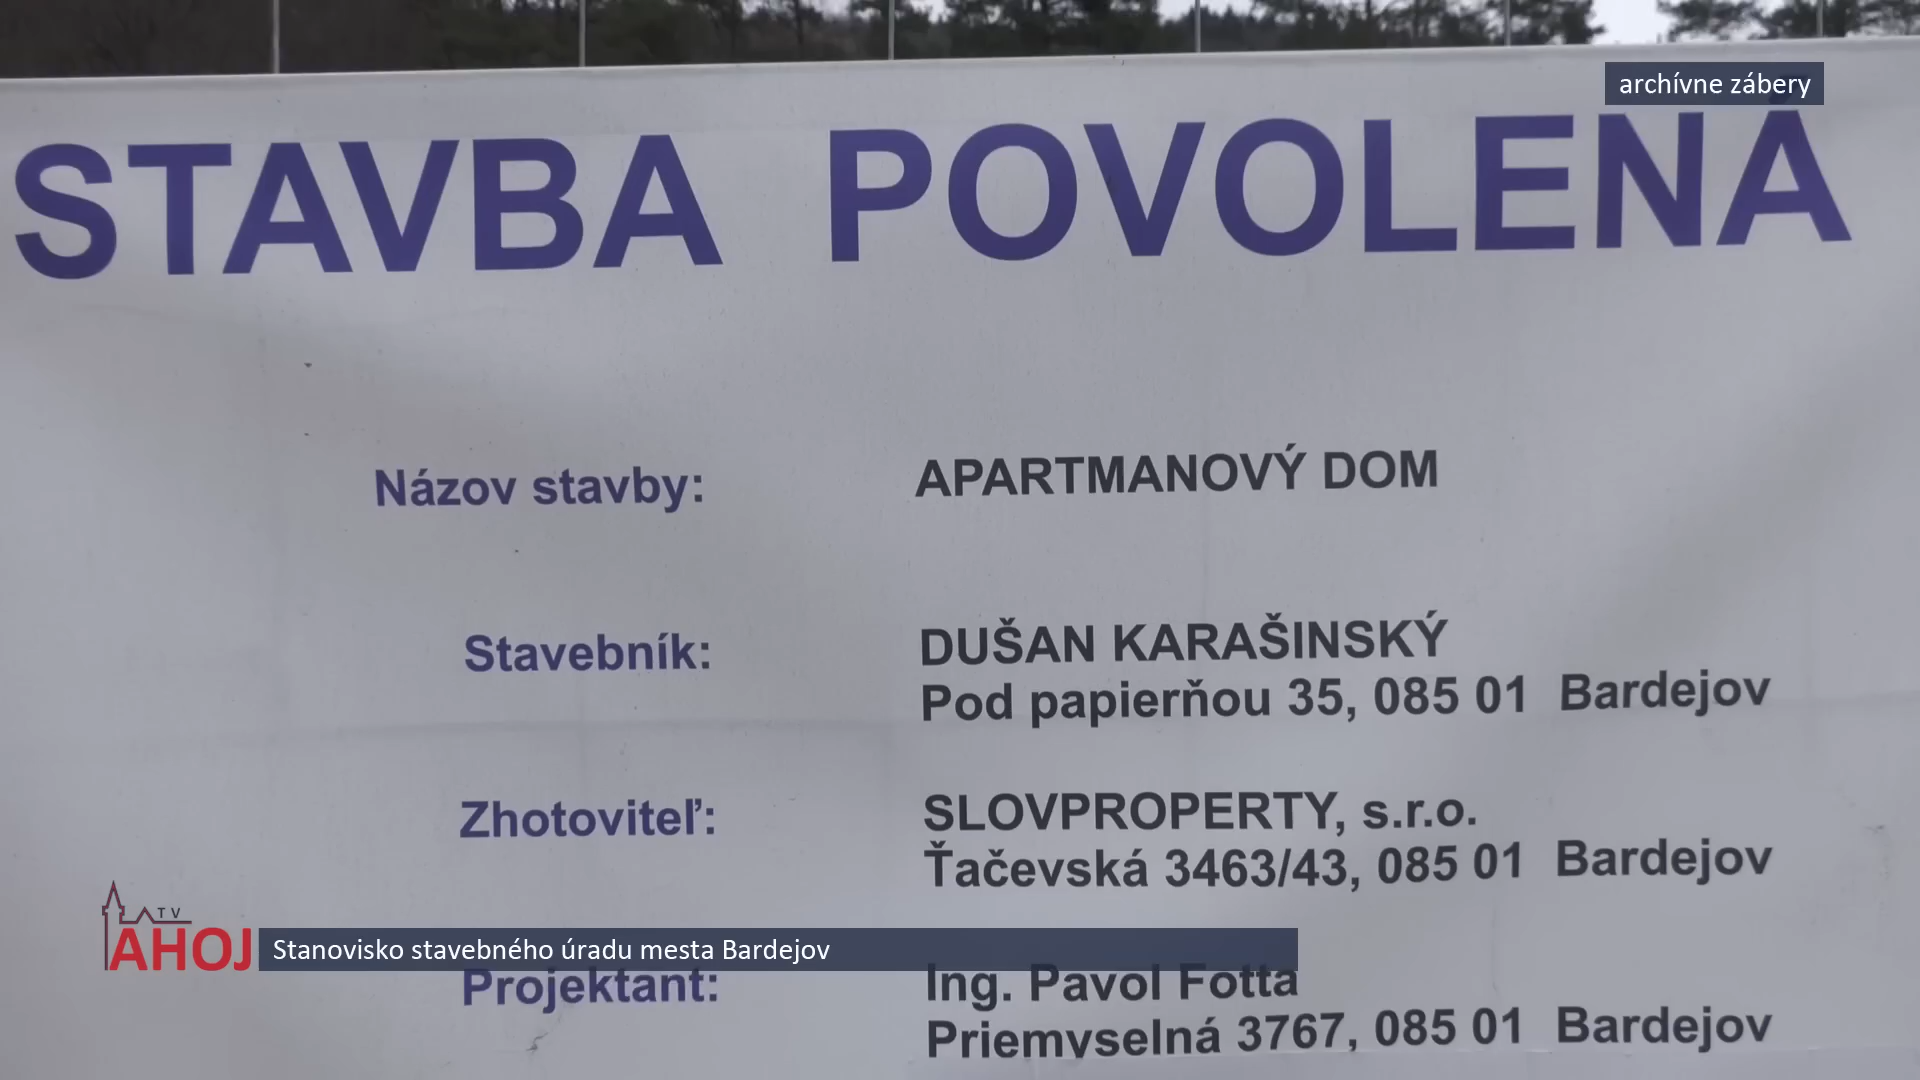 archívne zábery
STAVBA POVOLENÁ
Názov stavby: APARTMANOVÝ DOM
Stavebník: DUŠAN KARAŠINSKÝ
Pod papierňou 35, 085 01 Bardejov
Zhotoviteľ: SLOVPROPERTY, s.r.o.
Ťačevská 3463/43, 085 01 Bardejov
TV
AHOJ
Stanovisko stavebného úradu mesta Bardejov
Projektant: Ing. Pavol Fotta
Priemyselná 3767, 085 01 Bardejov